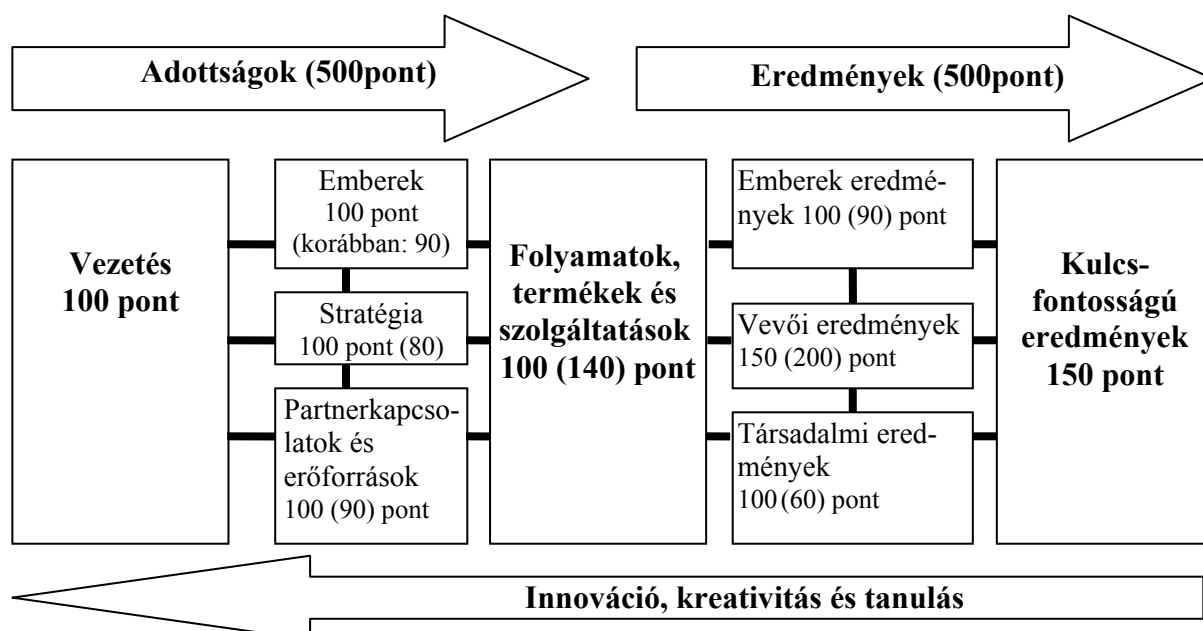 Adottságok (500pont)
Eredmények (500pont)
Vezetés
100 pont
Emberek
100 pont
(korábban: 90)
Stratégia
100 pont (80)
Partnerkapcso-
latok és
erőforrások
100 (90) pont
Folyamatok,
termékek és
szolgáltatások
100 (140) pont
Emberek eredmé-
nyek 100 (90) pont
Vevői eredmények
150 (200) pont
Társadalmi ered-
mények
100 (60) pont
Kulcs-
fontosságú
eredmények
150 pont
Innováció, kreativitás és tanulás